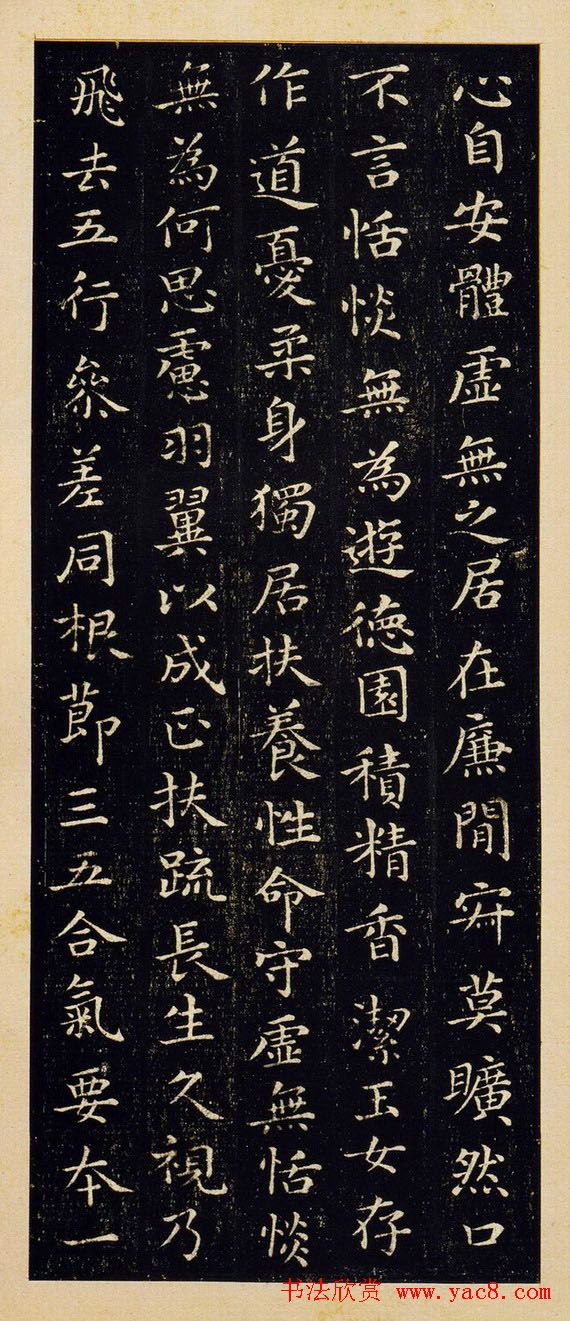 心自安體虛無之居在廉間寂莫曠然口
不言恬惔無為遊德園積精香潔玉女存
作道憂柔身獨居扶養性命守虛無恬惔
無為何思慮羽翼以成正扶疏長生久視乃
飛去五行參差同根節三五合氣要本一
书法欣赏 www.yac8.com